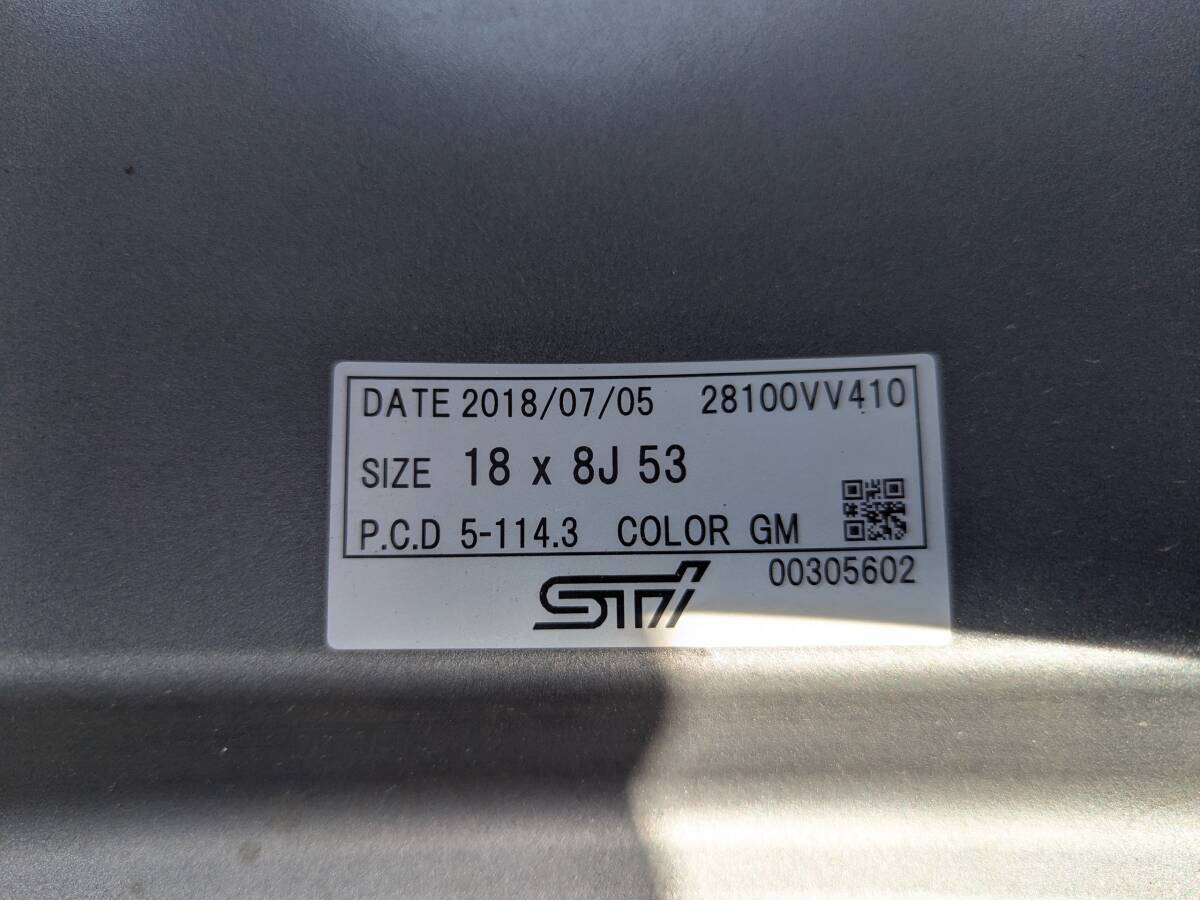 DATE 2018/07/05 28100VV410
SIZE 18 x 8J 53
P.C.D 5-114.3 COLOR GM
00305602
STi